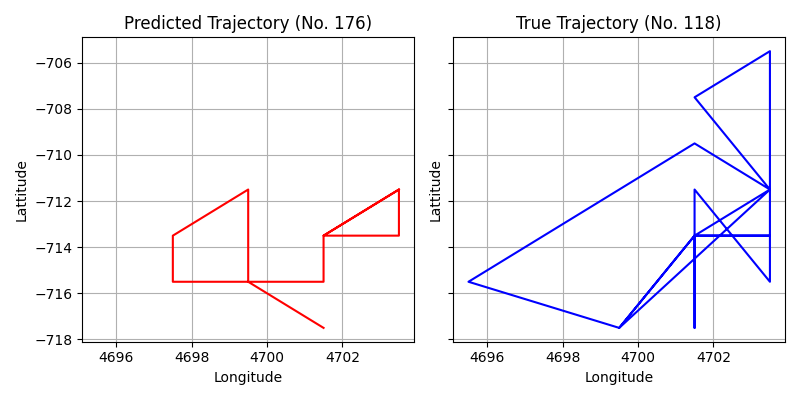 Predicted Trajectory (No. 176)
True Trajectory (No. 118)
Lattitude
−706
−708
−710
−712
−714
−716
−718
4696
4698
4700
4702
Longitude
Lattitude
4696
4698
4700
4702
Longitude